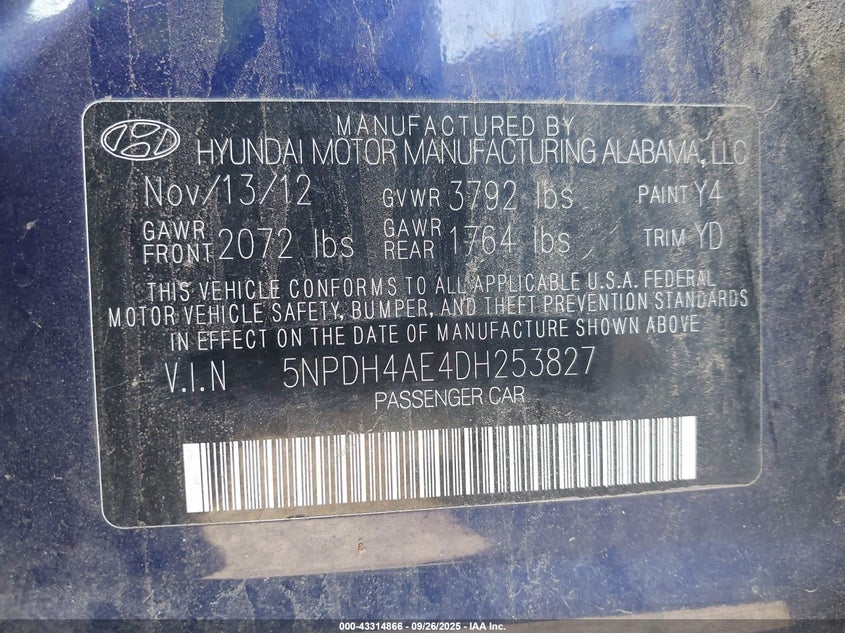 MANUFACTURED BY
HYUNDAI MOTOR MANUFACTURING ALABAMA, LLC
Nov/13/12 GVWR 3792 lbs PAINT Y4
GAWR FRONT 2072 lbs GAWR REAR 1764 lbs TRIM YD
THIS VEHICLE CONFORMS TO ALL APPLICABLE U.S.A. FEDERAL
MOTOR VEHICLE SAFETY, BUMPER, AND THEFT PREVENTION STANDARDS
IN EFFECT ON THE DATE OF MANUFACTURE SHOWN ABOVE
V.I.N 5NPDH4AE4DH253827
PASSENGER CAR
000-43314866 - 09/26/2025 - IAA Inc.